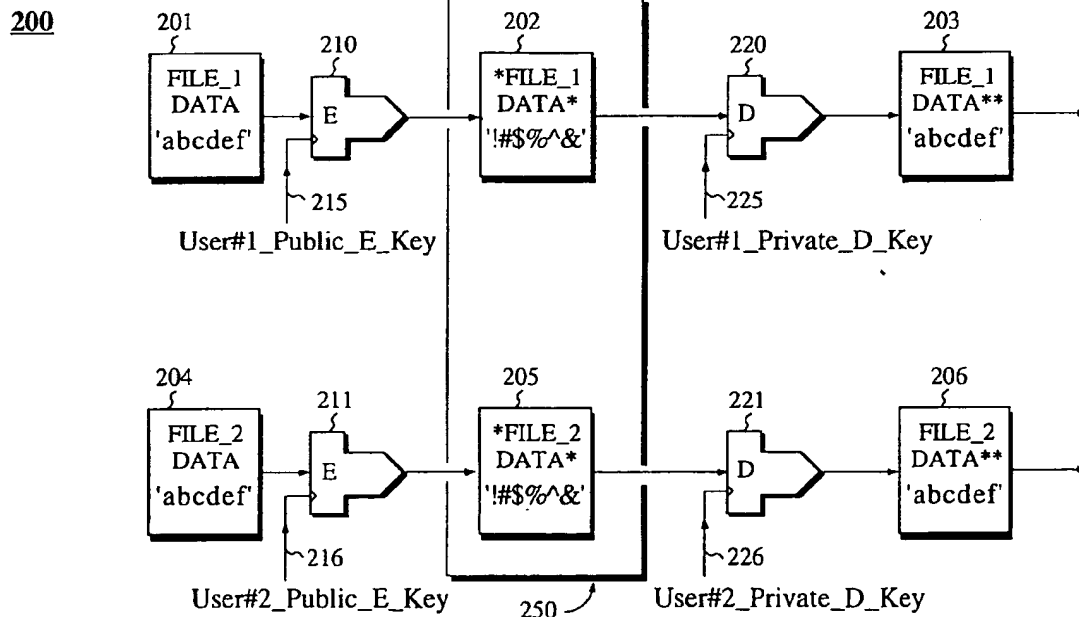 200
201
FILE_1
DATA
'abcdef'
210
E
215
User#1_Public_E_Key
202
*FILE_1
DATA*
'!#$%^&'
220
D
225
User#1_Private_D_Key
203
FILE_1
DATA**
'abcdef'
204
FILE_2
DATA
'abcdef'
211
E
216
User#2_Public_E_Key
205
*FILE_2
DATA*
'!#$%^&'
250
221
D
226
User#2_Private_D_Key
206
FILE_2
DATA**
'abcdef'